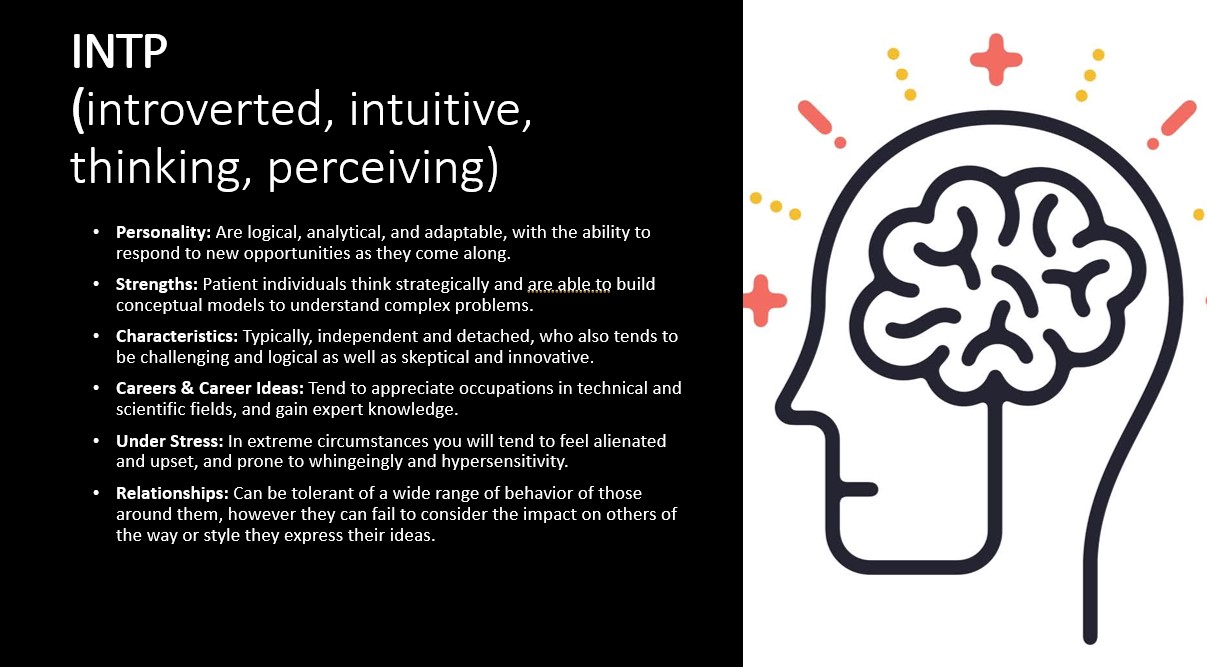 INTP
(introverted, intuitive,
thinking, perceiving)
• Personality: Are logical, analytical, and adaptable, with the ability to
respond to new opportunities as they come along.
• Strengths: Patient individuals think strategically and are able to build
conceptual models to understand complex problems.
• Characteristics: Typically, independent and detached, who also tends to
be challenging and logical as well as skeptical and innovative.
• Careers & Career Ideas: Tend to appreciate occupations in technical and
scientific fields, and gain expert knowledge.
• Under Stress: In extreme circumstances you will tend to feel alienated
and upset, and prone to whingeingly and hypersensitivity.
• Relationships: Can be tolerant of a wide range of behavior of those
around them, however they can fail to consider the impact on others of
the way or style they express their ideas.